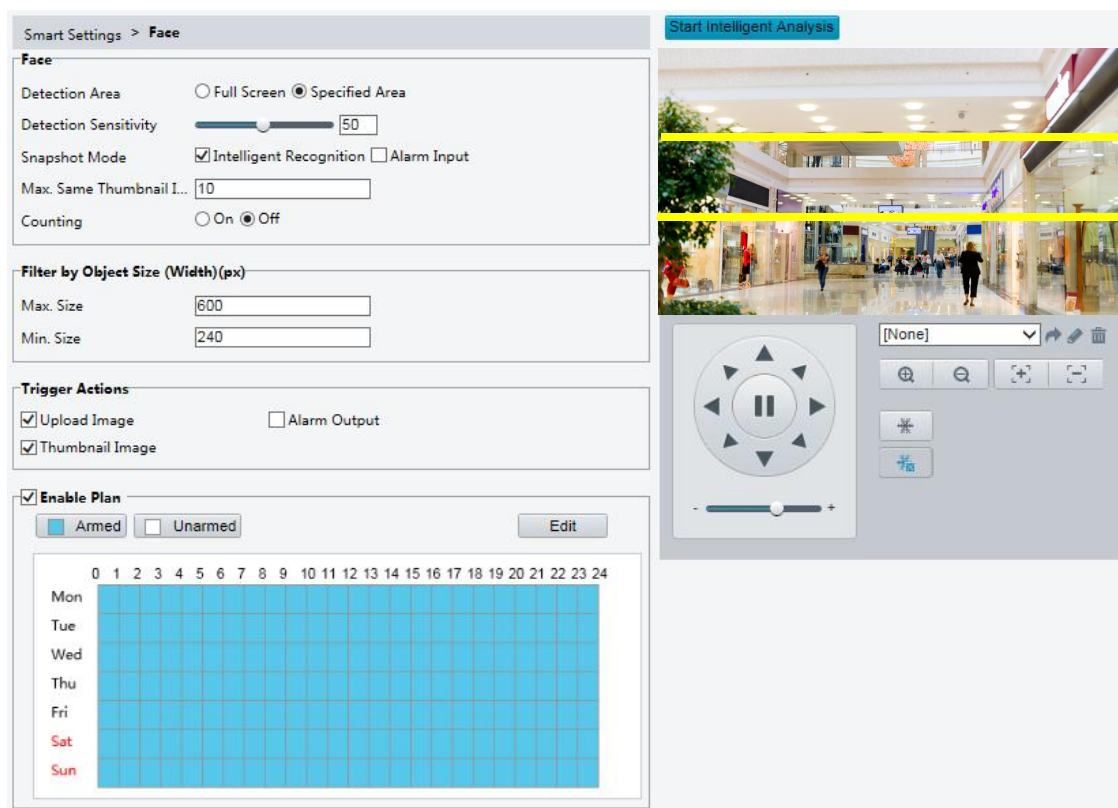 Smart Settings > Face
Start Intelligent Analysis
Face
Detection Area Full Screen Specified Area
Detection Sensitivity 50
Snapshot Mode Intelligent Recognition Alarm Input
Max. Same Thumbnail I... 10
Counting On Off
Filter by Object Size (Width)(px)
Max. Size 600
Min. Size 240
Trigger Actions
Upload Image Alarm Output
Thumbnail Image
Enable Plan
Armed Unarmed Edit
0 1 2 3 4 5 6 7 8 9 10 11 12 13 14 15 16 17 18 19 20 21 22 23 24
Mon
Tue
Wed
Thu
Fri
Sat
Sun
[None]
- +